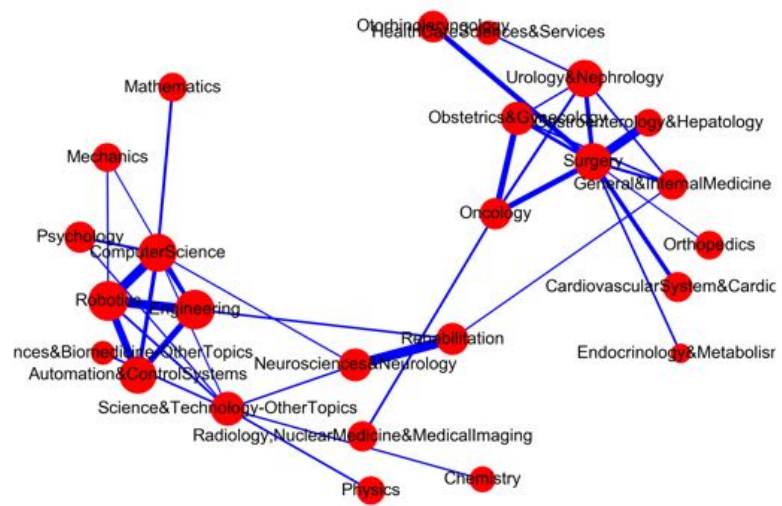 Otorhinolaryngology
HealthCareSciences&Services
Urology&Nephrology
Mathematics
Obstetrics&Gynecology
Gastroenterology&Hepatology
Mechanics
Surgery
General&InternalMedicine
Oncology
Psychology
Orthopedics
ComputerScience
CardiovascularSystem&Cardic
Robotics
Engineering
Rehabilitation
nces&Biomedicine-OtherTopics
Endocrinology&Metabolism
Neurosciences&Neurology
Automation&ControlSystems
Science&Technology-OtherTopics
Radiology,NuclearMedicine&MedicalImaging
Chemistry
Physics